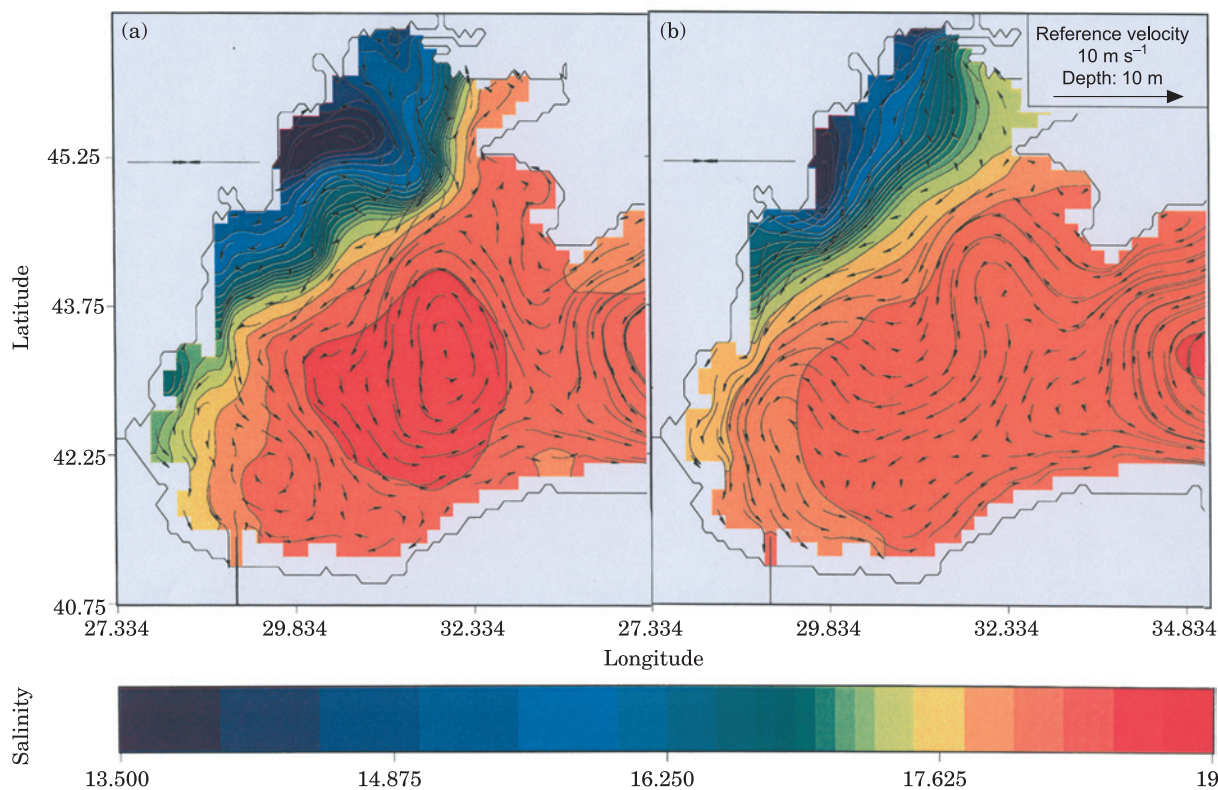 (a)
(b)
Reference velocity
10 m s⁻¹
Depth: 10 m
45.25
43.75
42.25
40.75
Latitude
27.334
29.834
32.334
27.334
29.834
32.334
34.834
Longitude
Salinity
13.500
14.875
16.250
17.625
19